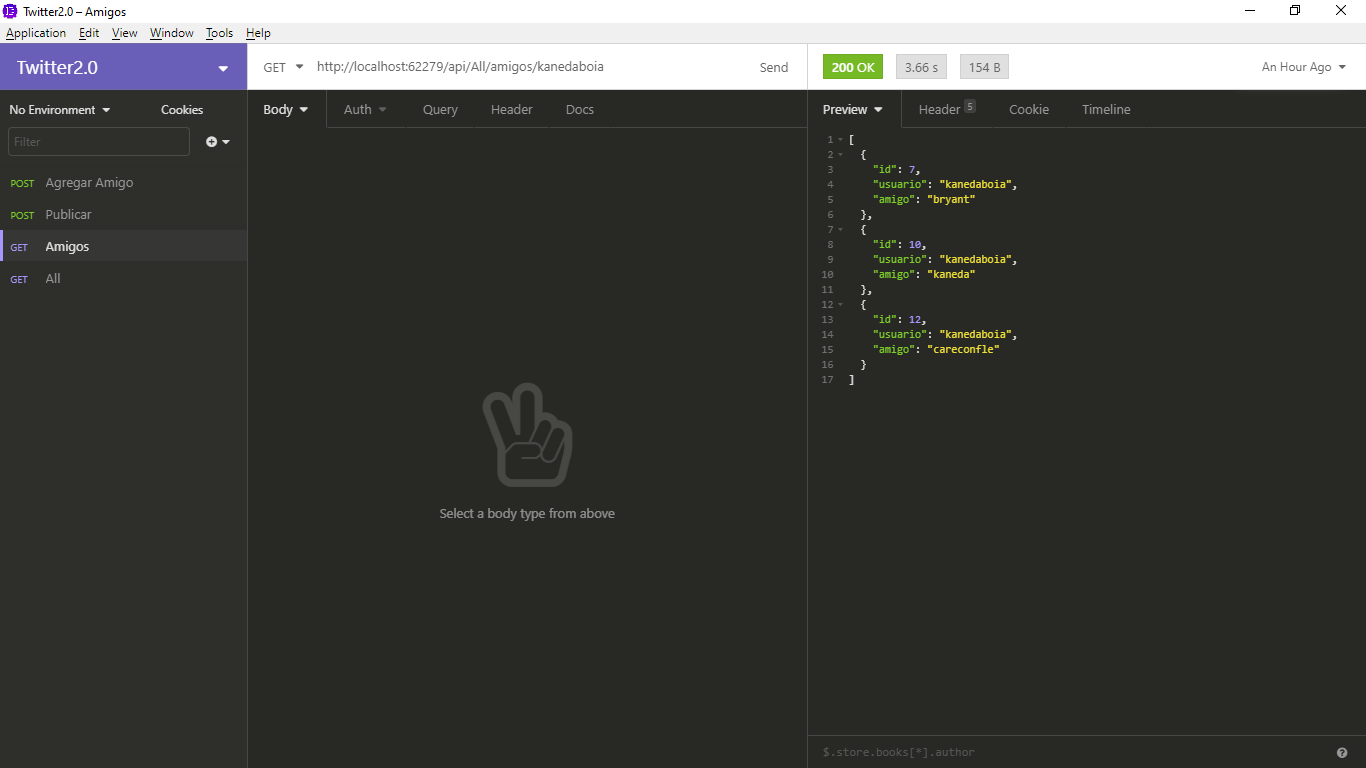 Twitter2.0 – Amigos
Application Edit View Window Tools Help
Twitter2.0
GET http://localhost:62279/api/All/amigos/kanedaboia Send
200 OK 3.66 s 154 B An Hour Ago
No Environment Cookies
Body Auth Query Header Docs
Preview Header 5 Cookie Timeline
Filter
POST Agregar Amigo
POST Publicar
GET Amigos
GET All
Select a body type from above
1 [
2 {
3 "id": 7,
4 "usuario": "kanedaboia",
5 "amigo": "bryant"
6 },
7 {
8 "id": 10,
9 "usuario": "kanedaboia",
10 "amigo": "kaneda"
11 },
12 {
13 "id": 12,
14 "usuario": "kanedaboia",
15 "amigo": "careconfle"
16 }
17 ]
$.store.books[*].author